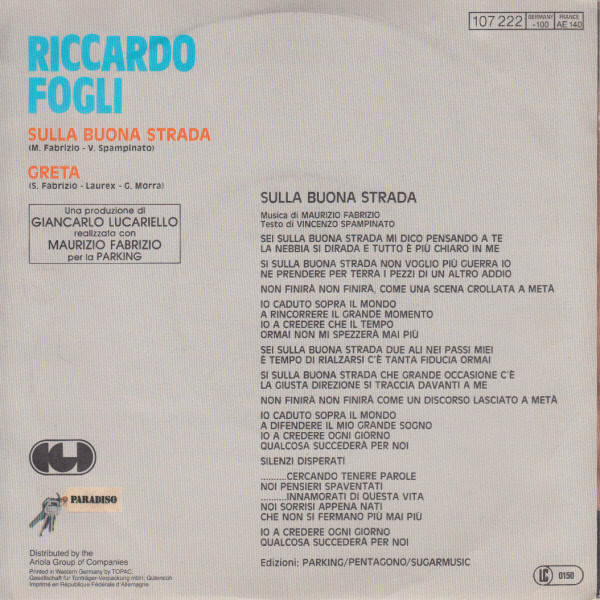 107 222 GERMANY -100 FRANCE AE 140
RICCARDO
FOGLI
SULLA BUONA STRADA
(M. Fabrizio - V. Spampinato)
GRETA
(S. Fabrizio - Laurex - G. Morra)
Una produzione di
GIANCARLO LUCARIELLO
realizzata con
MAURIZIO FABRIZIO
per la PARKING
SULLA BUONA STRADA
Musica di MAURIZIO FABRIZIO
Testo di VINCENZO SPAMPINATO
SEI SULLA BUONA STRADA MI DICO PENSANDO A TE
LA NEBBIA SI DIRADA E TUTTO È PIÙ CHIARO IN ME
SI SULLA BUONA STRADA NON VOGLIO PIÙ GUERRA IO
NE PRENDERE PER TERRA I PEZZI DI UN ALTRO ADDIO
NON FINIRÀ NON FINIRÀ, COME UNA SCENA CROLLATA A METÀ
IO CADUTO SOPRA IL MONDO
A RINCORRERE IL GRANDE MOMENTO
IO A CREDERE CHE IL TEMPO
ORMAI NON MI SPEZZERÀ MAI PIÙ
SEI SULLA BUONA STRADA DUE ALI NEI PASSI MIEI
È TEMPO DI RIALZARSI C'È TANTA FIDUCIA ORMAI
SI SULLA BUONA STRADA CHE GRANDE OCCASIONE C'È
LA GIUSTA DIREZIONE SI TRACCIA DAVANTI A ME
NON FINIRÀ NON FINIRÀ COME UN DISCORSO LASCIATO A METÀ
IO CADUTO SOPRA IL MONDO
A DIFENDERE IL MIO GRANDE SOGNO
IO A CREDERE OGNI GIORNO
QUALCOSA SUCCEDERÀ PER NOI
SILENZI DISPERATI
..........CERCANDO TENERE PAROLE
NOI PENSIERI SPAVENTATI
..........INNAMORATI DI QUESTA VITA
NOI SORRISI APPENA NATI
CHE NON SI FERMANO PIÙ MAI PIÙ
IO A CREDERE OGNI GIORNO
QUALCOSA SUCCEDERÀ PER NOI
Edizioni: PARKING/PENTAGONO/SUGARMUSIC
CGD
PARADISO
Distributed by the
Ariola Group of Companies
Printed in Western Germany by TOPAC,
Gesellschaft für Tonträger-Verpackung mbH, Gütersloh
Imprimé en République Fédérale d'Allemagne
LC 0150